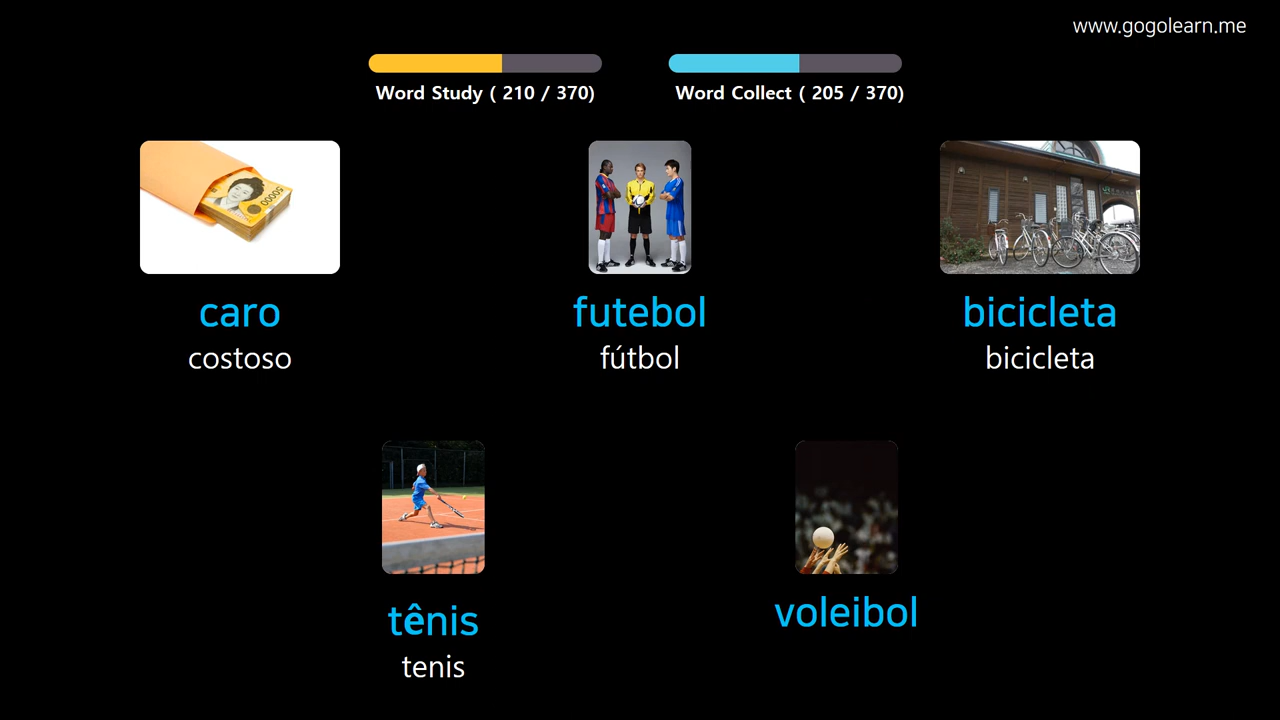 www.gogolearn.me
Word Study ( 210 / 370)
Word Collect ( 205 / 370)
50000
caro
costoso
futebol
fútbol
bicicleta
bicicleta
tênis
tenis
voleibol